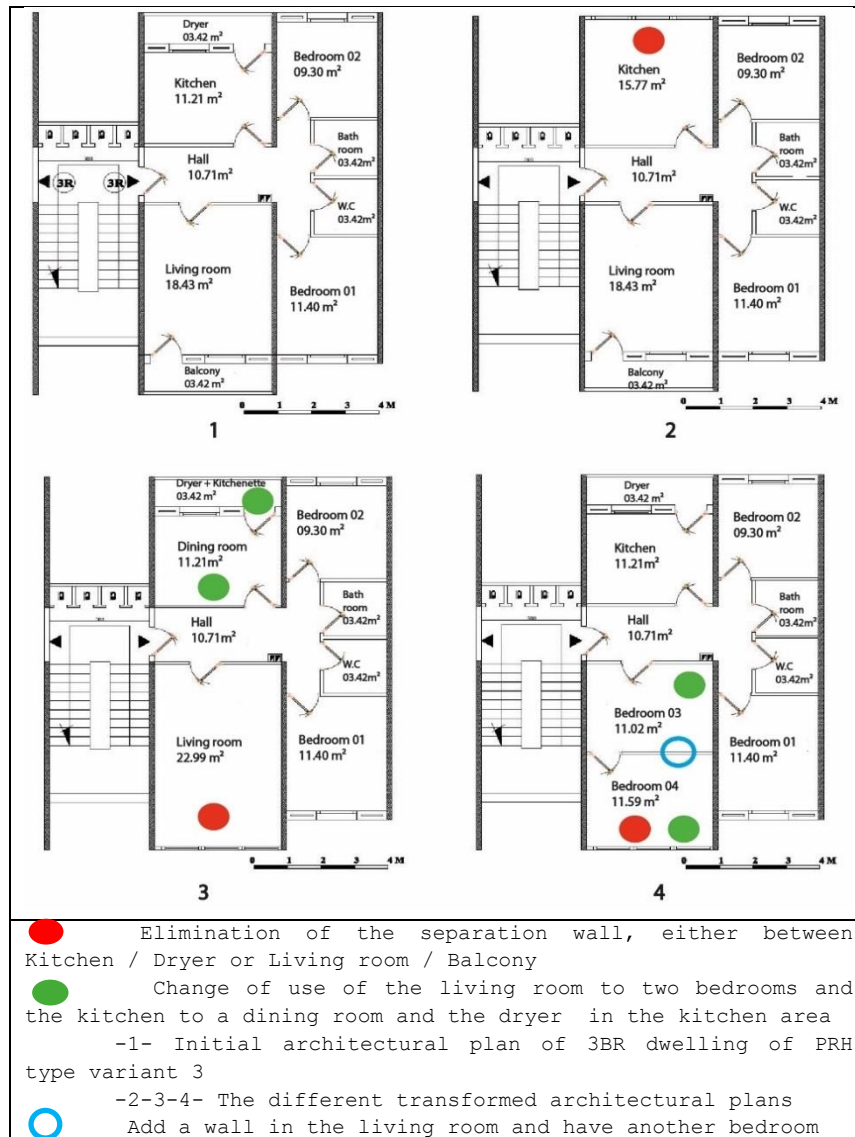 Dryer
03.42 m²
Kitchen
11.21 m²
Bedroom 02
09.30 m²
Bath
room
03.42m²
Hall
10.71m²
3R
3R
W.C
03.42m²
Living room
18.43 m²
Bedroom 01
11.40 m²
Balcony
03.42 m²
0 1 2 3 4 M
1
Kitchen
15.77 m²
Bedroom 02
09.30 m²
Bath
room
03.42m²
Hall
10.71m²
W.C
03.42m²
Living room
18.43 m²
Bedroom 01
11.40 m²
Balcony
03.42 m²
0 1 2 3 4 M
2
Dryer + Kitchenette
03.42 m²
Dining room
11.21m²
Bedroom 02
09.30 m²
Bath
room
03.42m²
Hall
10.71m²
W.C
03.42m²
Living room
22.99 m²
Bedroom 01
11.40 m²
0 1 2 3 4 M
3
Dryer
03.42 m²
Kitchen
11.21m²
Bedroom 02
09.30 m²
Bath
room
03.42m²
Hall
10.71m²
W.C
03.42m²
Bedroom 03
11.02 m²
Bedroom 01
11.40 m²
Bedroom 04
11.59 m²
0 1 2 3 4 M
4
Elimination of the separation wall, either between
Kitchen / Dryer or Living room / Balcony
Change of use of the living room to two bedrooms and
the kitchen to a dining room and the dryer in the kitchen area
-1- Initial architectural plan of 3BR dwelling of PRH
type variant 3
-2-3-4- The different transformed architectural plans
Add a wall in the living room and have another bedroom